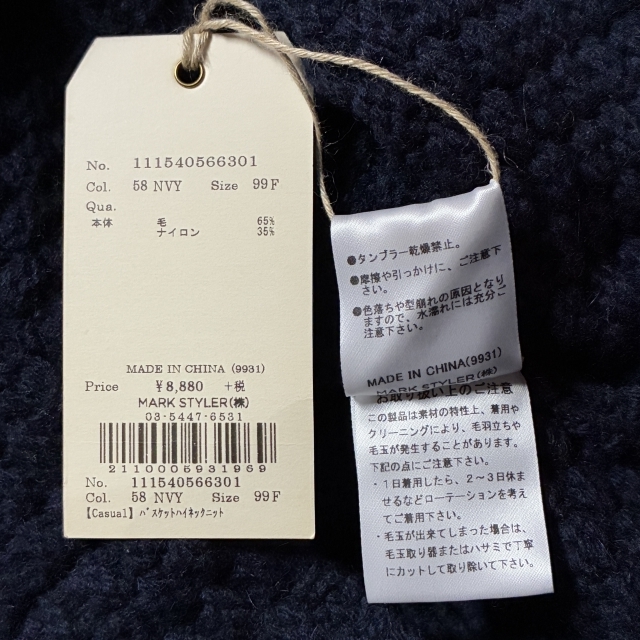 No. 111540566301
Col. 58 NVY Size 99F
Qua.
本体 毛 65%
ナイロン 35%
MADE IN CHINA (9931)
Price ¥8,880 +税
MARK STYLER(株)
03-5447-6531
2110005931969
No. 111540566301
Col. 58 NVY Size 99F
【Casual】バスケットハイネックニット
●タンブラー乾燥禁止。
●摩擦や引っかけに、ご注意下
さい。
●色落ちや型崩れの原因となり
ますので、水濡れには充分ご
注意下さい。
MADE IN CHINA(9931)
MARK STYLER(株)
お取り扱い上のご注意
この製品は素材の特性上、着用や
クリーニングにより、毛羽立ちや
毛玉が発生することがあります。
下記の点にご注意下さい。
・1日着用したら、2～3日休ま
せるなどローテーションを考え
てご着用下さい。
・毛玉が出来てしまった場合は、
毛玉取り器またはハサミで丁寧
にカットして取り除いて下さい。